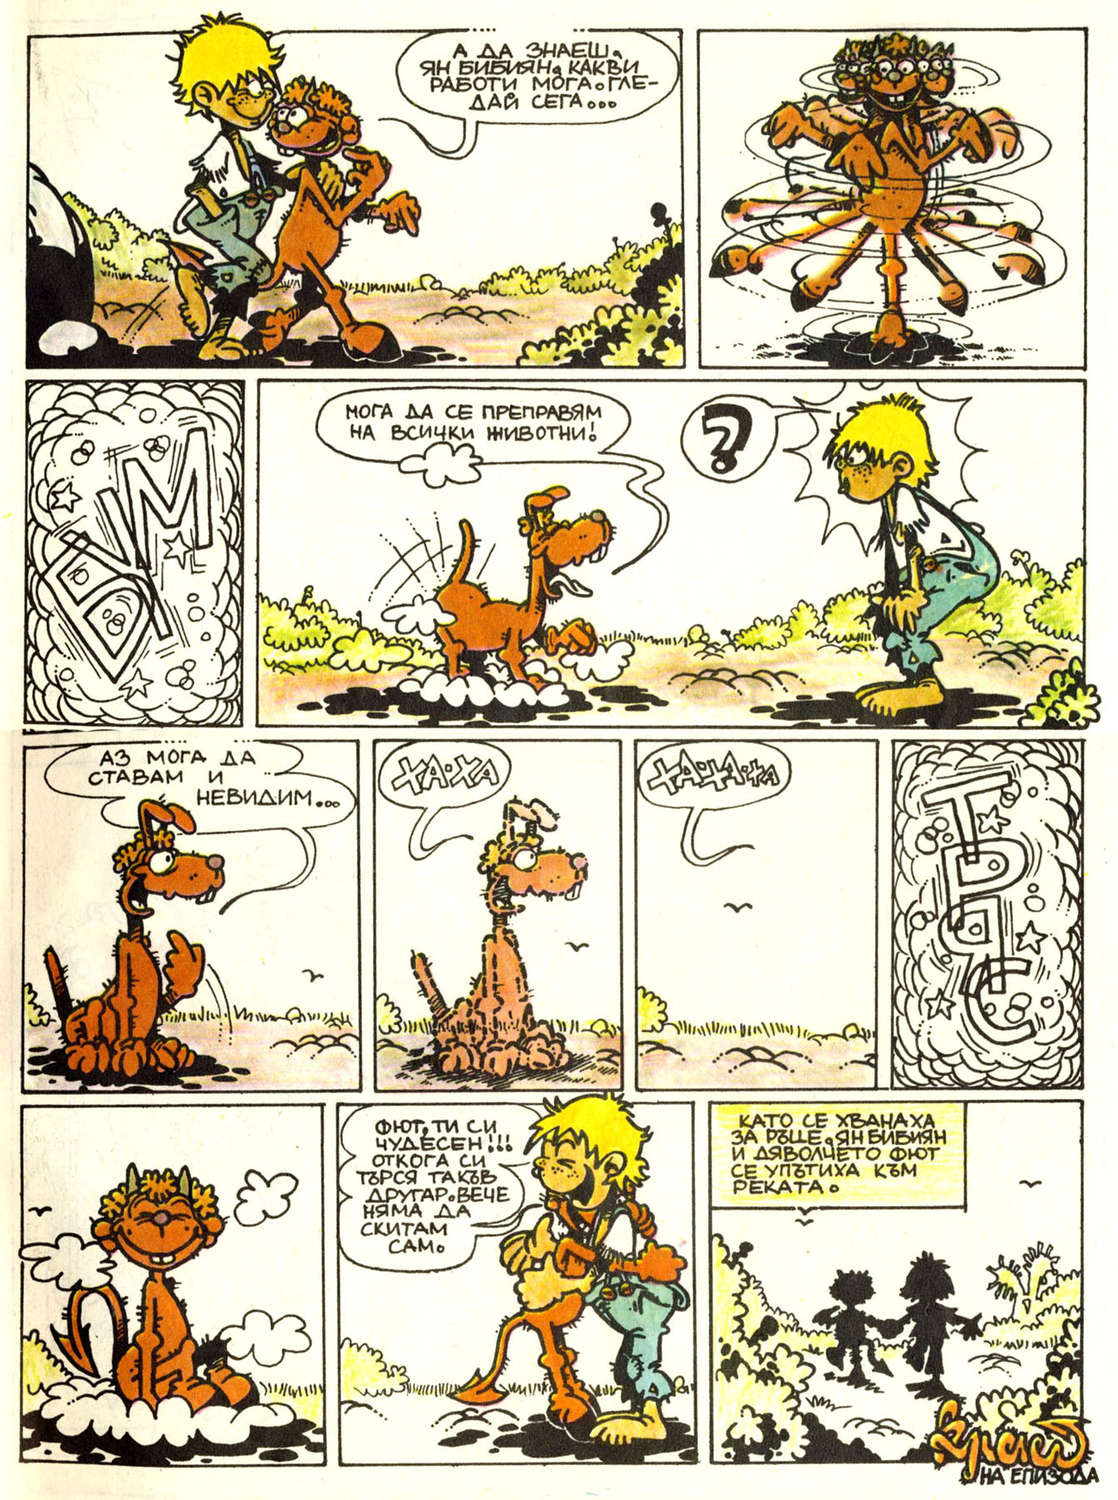 А ДА ЗНАЕШ,
ЯН БИБИЯН, КАКВИ
РАБОТИ МОГА. ГЛЕ-
ДАЙ СЕГА...
БУМ
МОГА ДА СЕ ПРЕПРАВЯМ
НА ВСИЧКИ ЖИВОТНИ!
?
АЗ МОГА ДА
СТАВАМ И
НЕВИДИМ...
ХА·ХА
ХА·ХА·ХА
ТРЯС
ФЮТ, ТИ СИ
ЧУДЕСЕН!!!
ОТКОГА СИ
ТЪРСЯ ТАКЪВ
ДРУГАР. ВЕЧЕ
НЯМА ДА
СКИТАМ
САМ.
КАТО СЕ ХВАНАХА
ЗА РЪЦЕ, ЯН БИБИЯН
И ДЯВОЛЧЕТО ФЮТ
СЕ УПЪТИХА КЪМ
РЕКАТА.
КРАЙ
НА ЕПИЗОДА